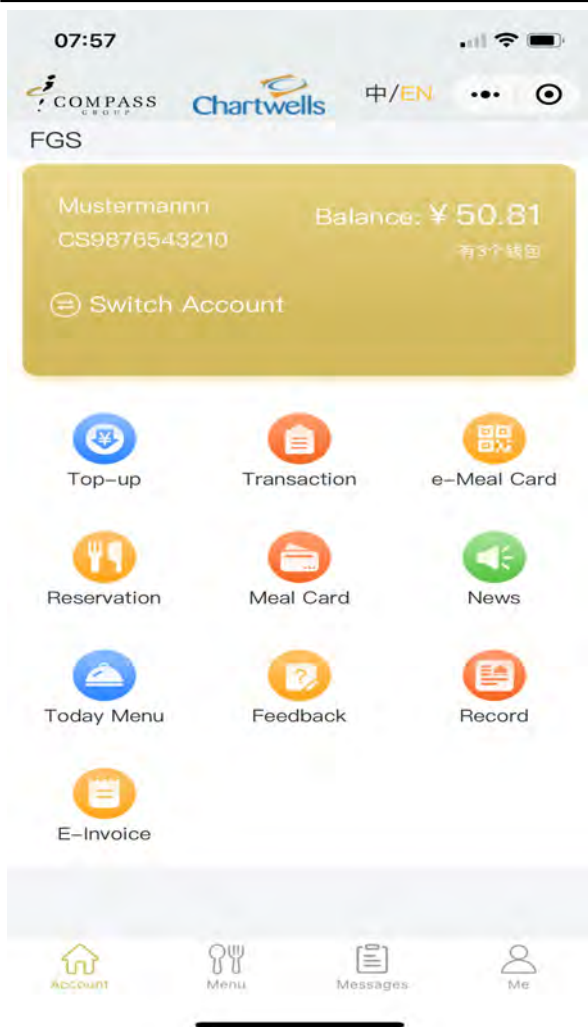 07:57
COMPASS GROUP
Chartwells
中/EN
FGS
Mustermannn
Balance: ¥ 50.81
CS9876543210
有3个钱包
Switch Account
Top-up Transaction e-Meal Card
Reservation Meal Card News
Today Menu Feedback Record
E-Invoice
Account Menu Messages Me